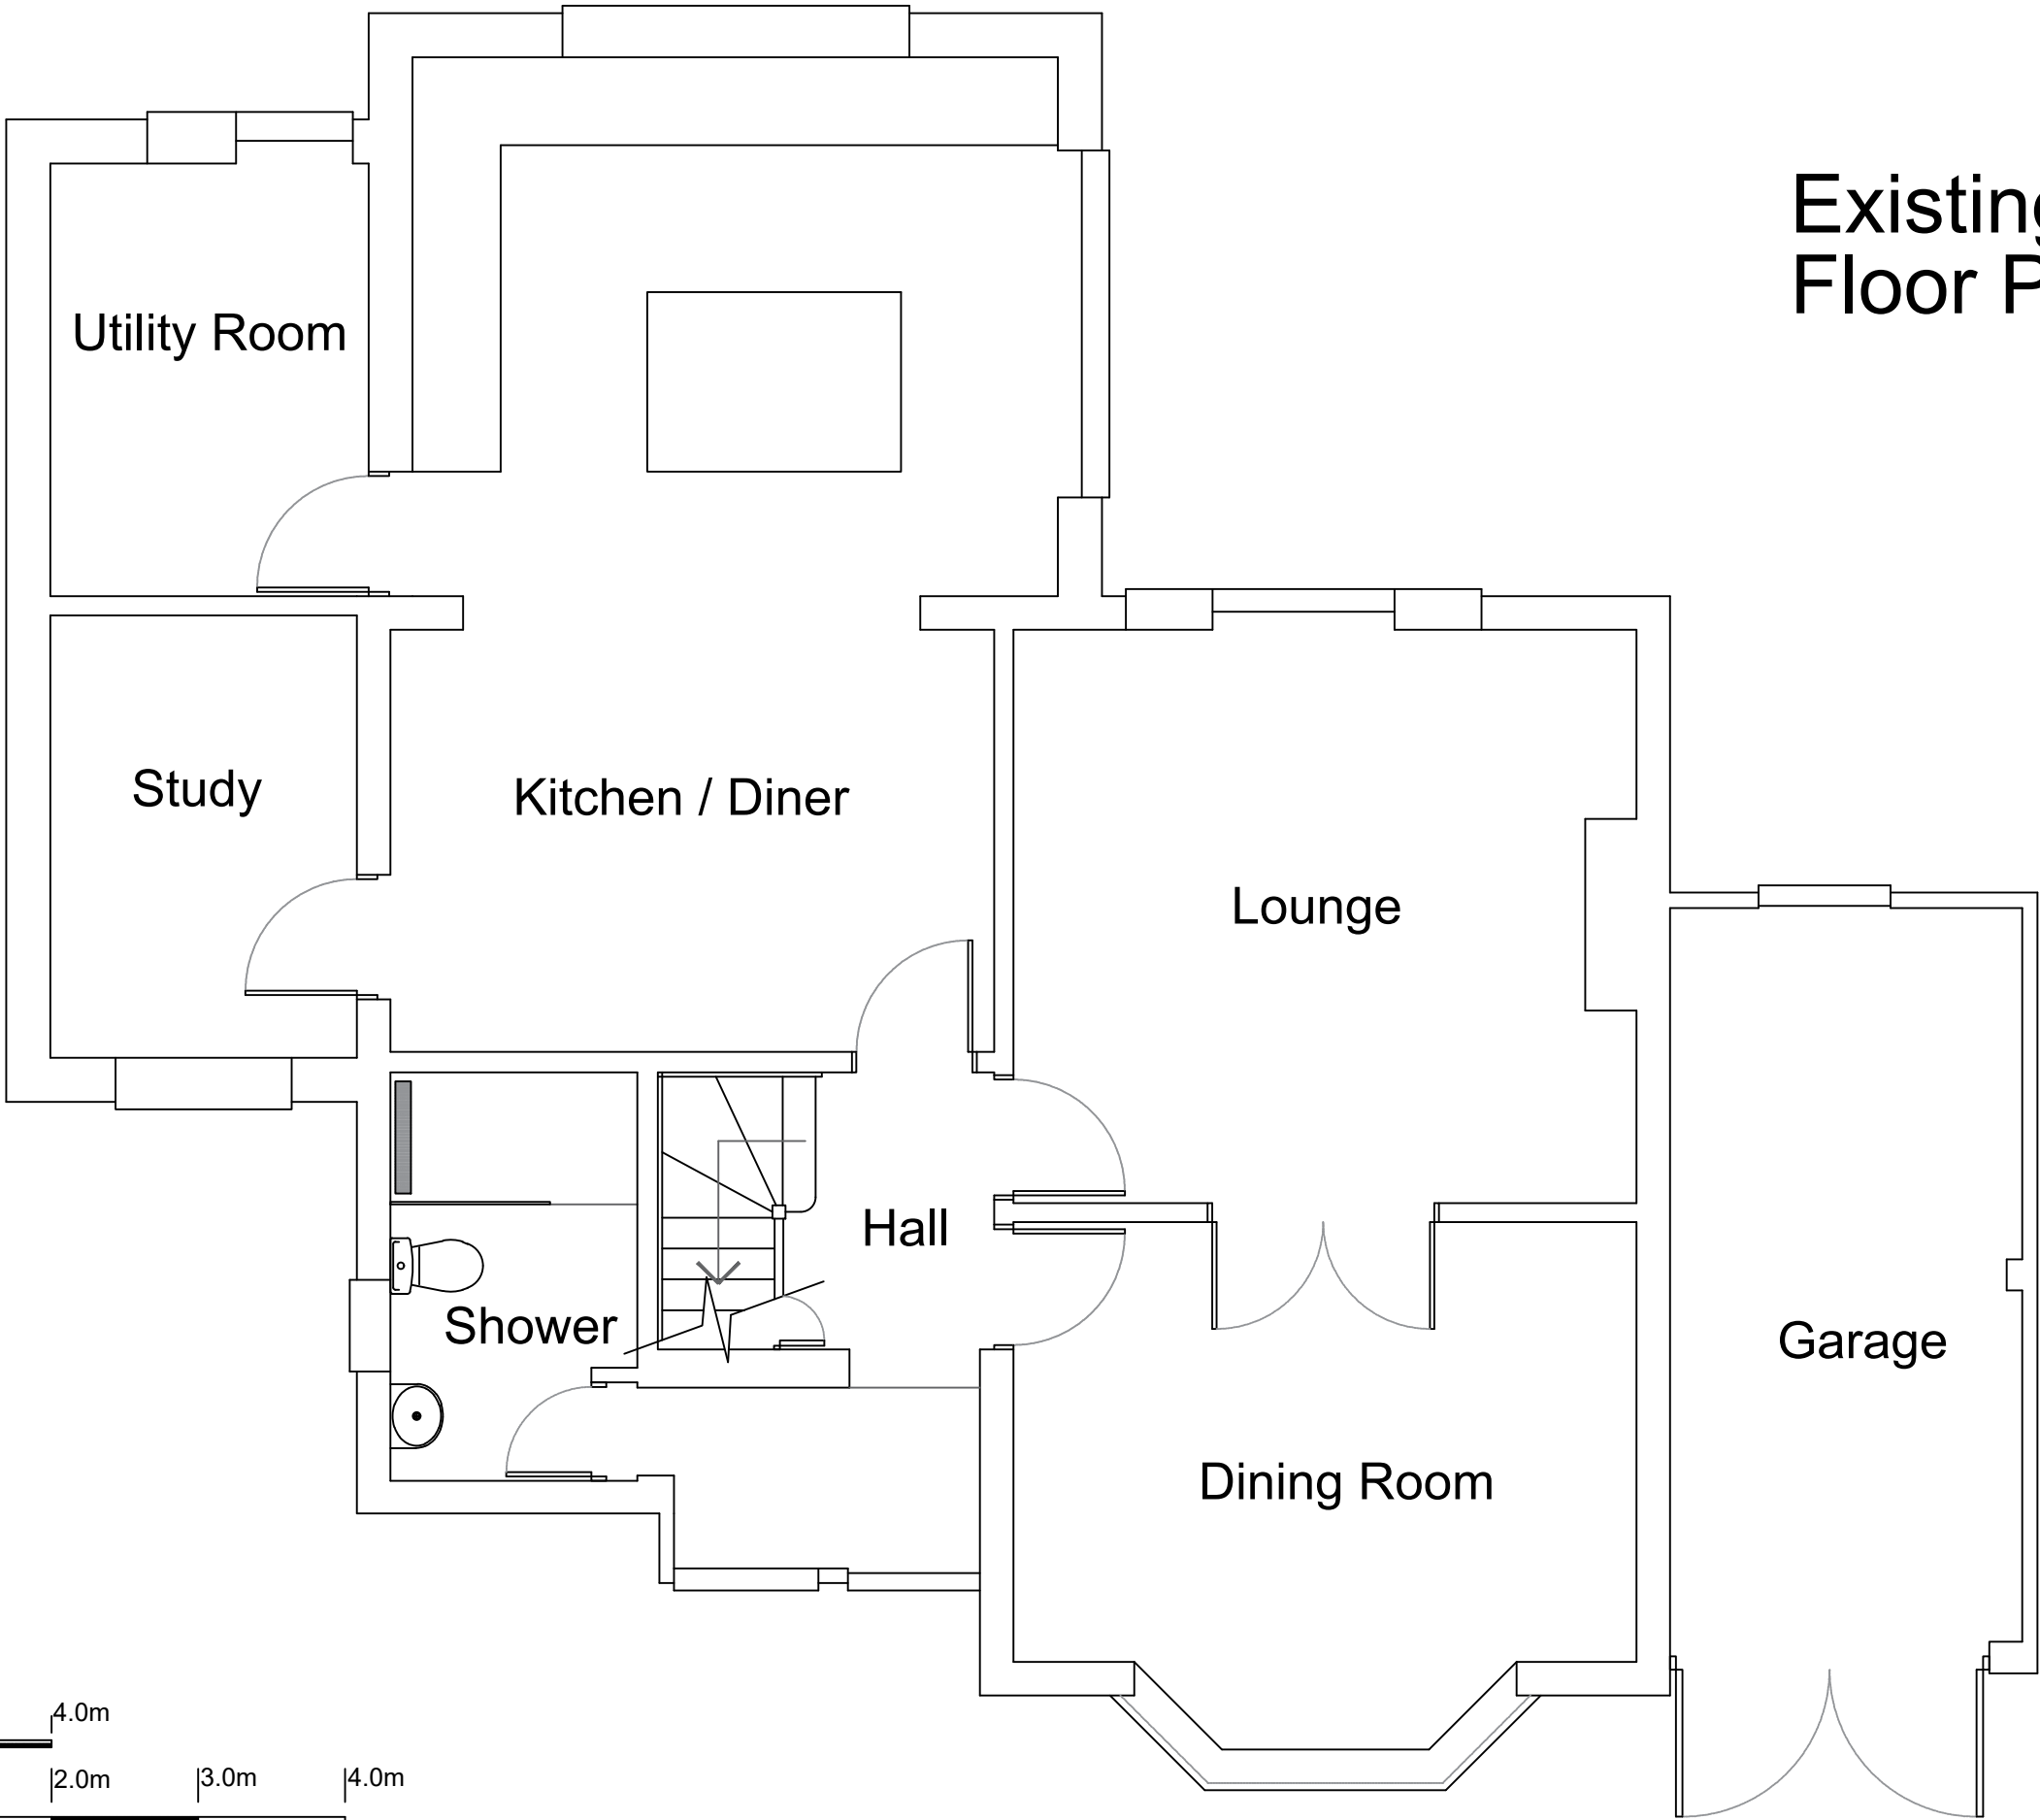 Existing
Floor P
Utility Room
Study
Kitchen / Diner
Lounge
Hall
Shower
Garage
Dining Room
4.0m
2.0m 3.0m 4.0m